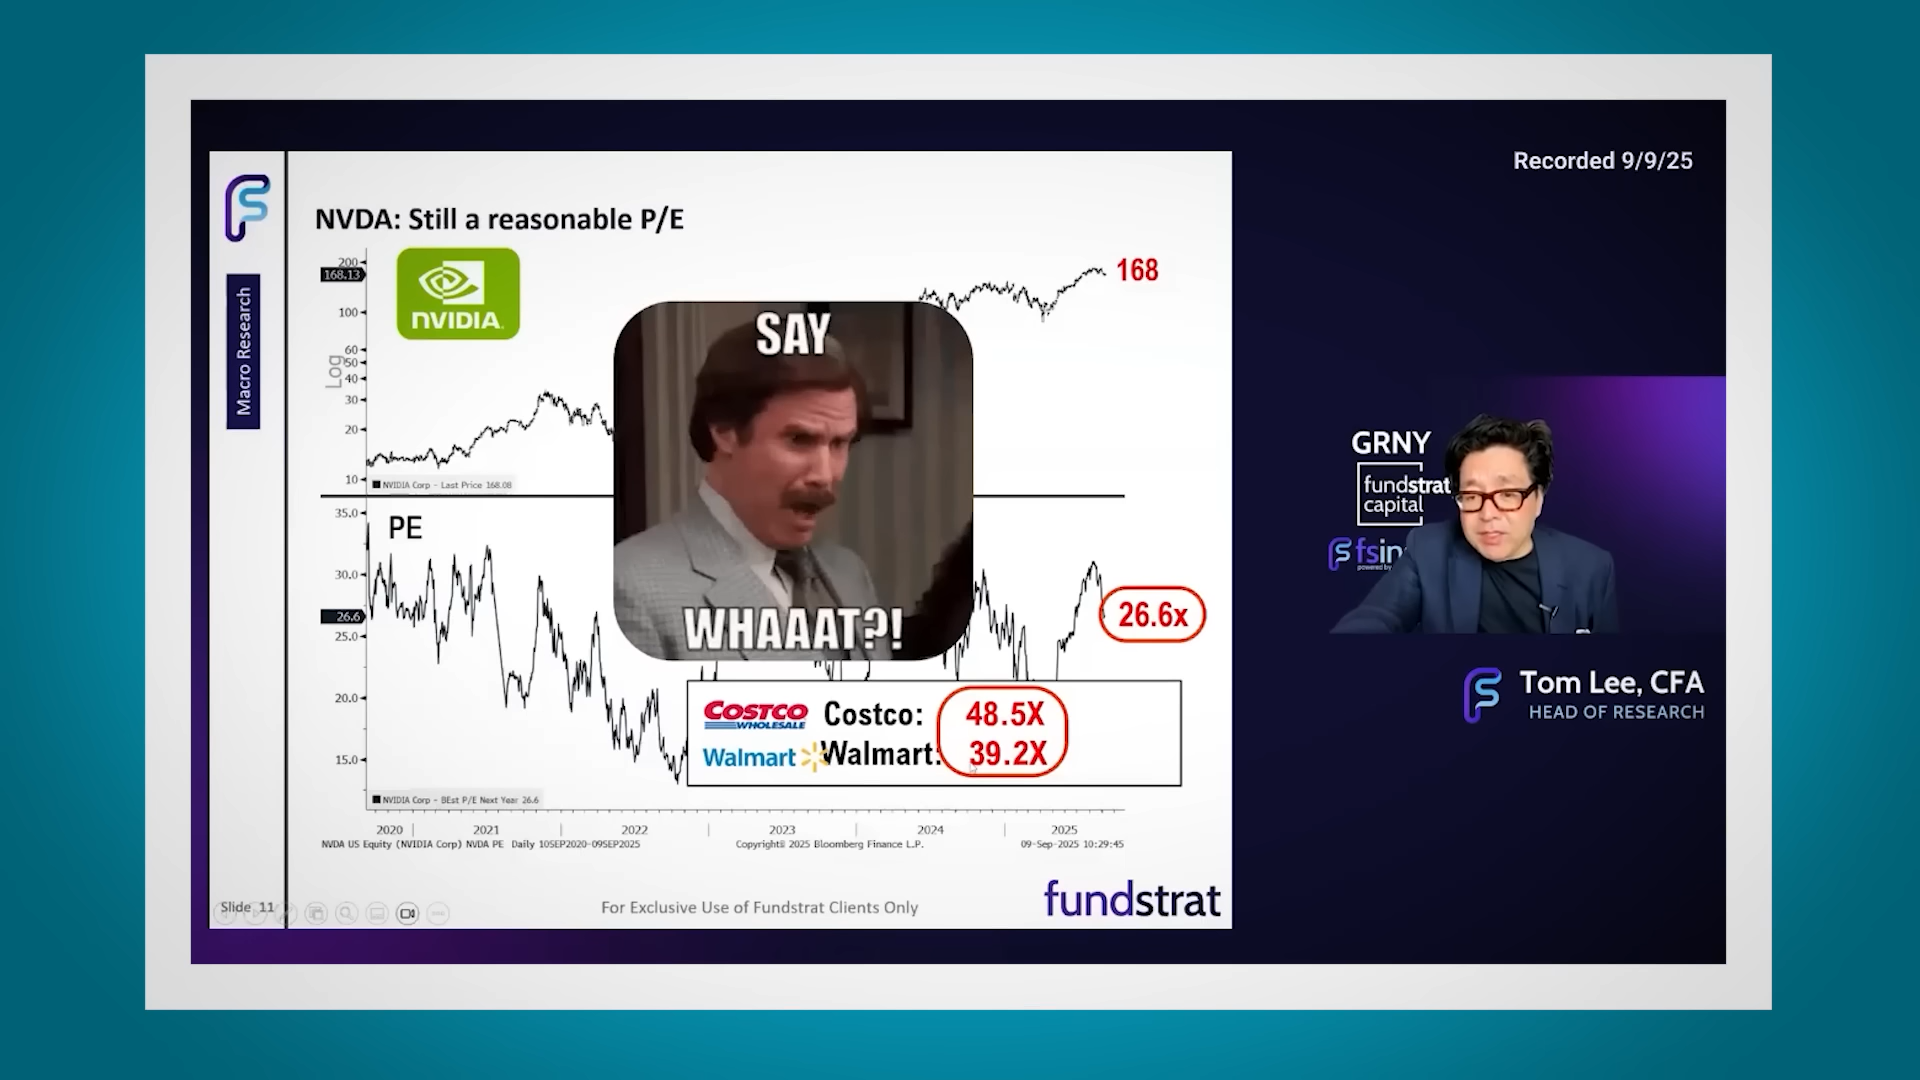 Recorded 9/9/25
Macro Research
NVDA: Still a reasonable P/E
NVIDIA
200
168.13
100
60
50
40
30
20
10
Log
168
NVIDIA Corp - Last Price 168.08
SAY
WHAAAT?!
PE
35.0
30.0
26.6
25.0
20.0
15.0
26.6x
COSTCO WHOLESALE Costco: 48.5X
Walmart Walmart: 39.2X
NVIDIA Corp - BEst P/E Next Year 26.6
2020 2021 2022 2023 2024 2025
NVDA US Equity (NVIDIA Corp) NVDA PE Daily 10SEP2020-09SEP2025 Copyright© 2025 Bloomberg Finance L.P. 09-Sep-2025 10:29:45
Slide 11
For Exclusive Use of Fundstrat Clients Only
fundstrat
GRNY
fundstrat
capital
fsin
powered by
Tom Lee, CFA
HEAD OF RESEARCH